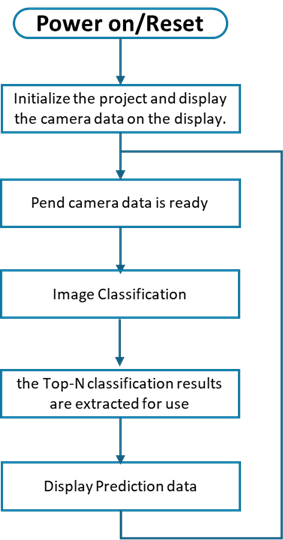 Power on/Reset
Initialize the project and display
the camera data on the display.
Pend camera data is ready
Image Classification
the Top-N classification results
are extracted for use
Display Prediction data